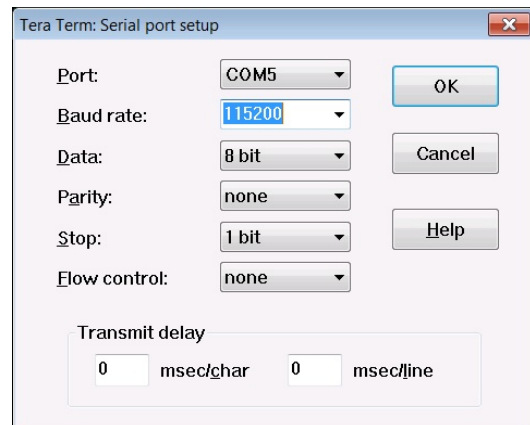 Tera Term: Serial port setup
Port: COM5
OK
Baud rate: 115200
Data: 8 bit
Cancel
Parity: none
Stop: 1 bit
Help
Flow control: none
Transmit delay
0 msec/char 0 msec/line